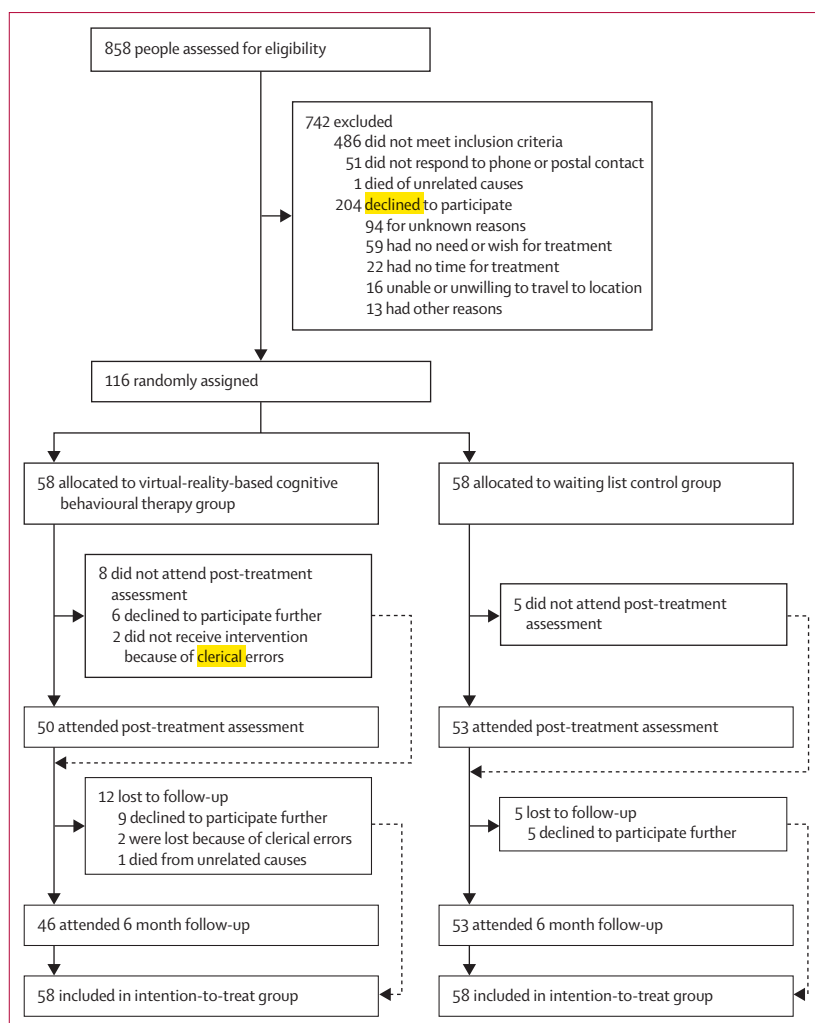 858 people assessed for eligibility
742 excluded
486 did not meet inclusion criteria
51 did not respond to phone or postal contact
1 died of unrelated causes
204 declined to participate
94 for unknown reasons
59 had no need or wish for treatment
22 had no time for treatment
16 unable or unwilling to travel to location
13 had other reasons
116 randomly assigned
58 allocated to virtual-reality-based cognitive
behavioural therapy group
58 allocated to waiting list control group
8 did not attend post-treatment
assessment
6 declined to participate further
2 did not receive intervention
because of clerical errors
5 did not attend post-treatment
assessment
50 attended post-treatment assessment
53 attended post-treatment assessment
12 lost to follow-up
9 declined to participate further
2 were lost because of clerical errors
1 died from unrelated causes
5 lost to follow-up
5 declined to participate further
46 attended 6 month follow-up
53 attended 6 month follow-up
58 included in intention-to-treat group
58 included in intention-to-treat group